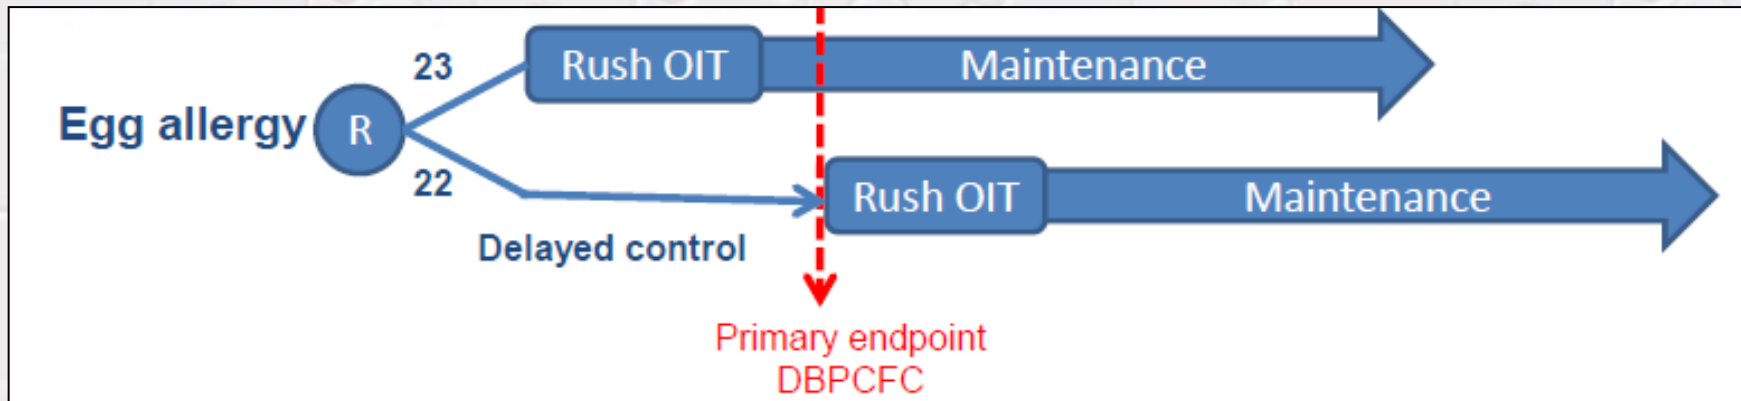 23
Rush OIT
Maintenance
Egg allergy
R
22
Rush OIT
Maintenance
Delayed control
Primary endpoint
DBPCFC